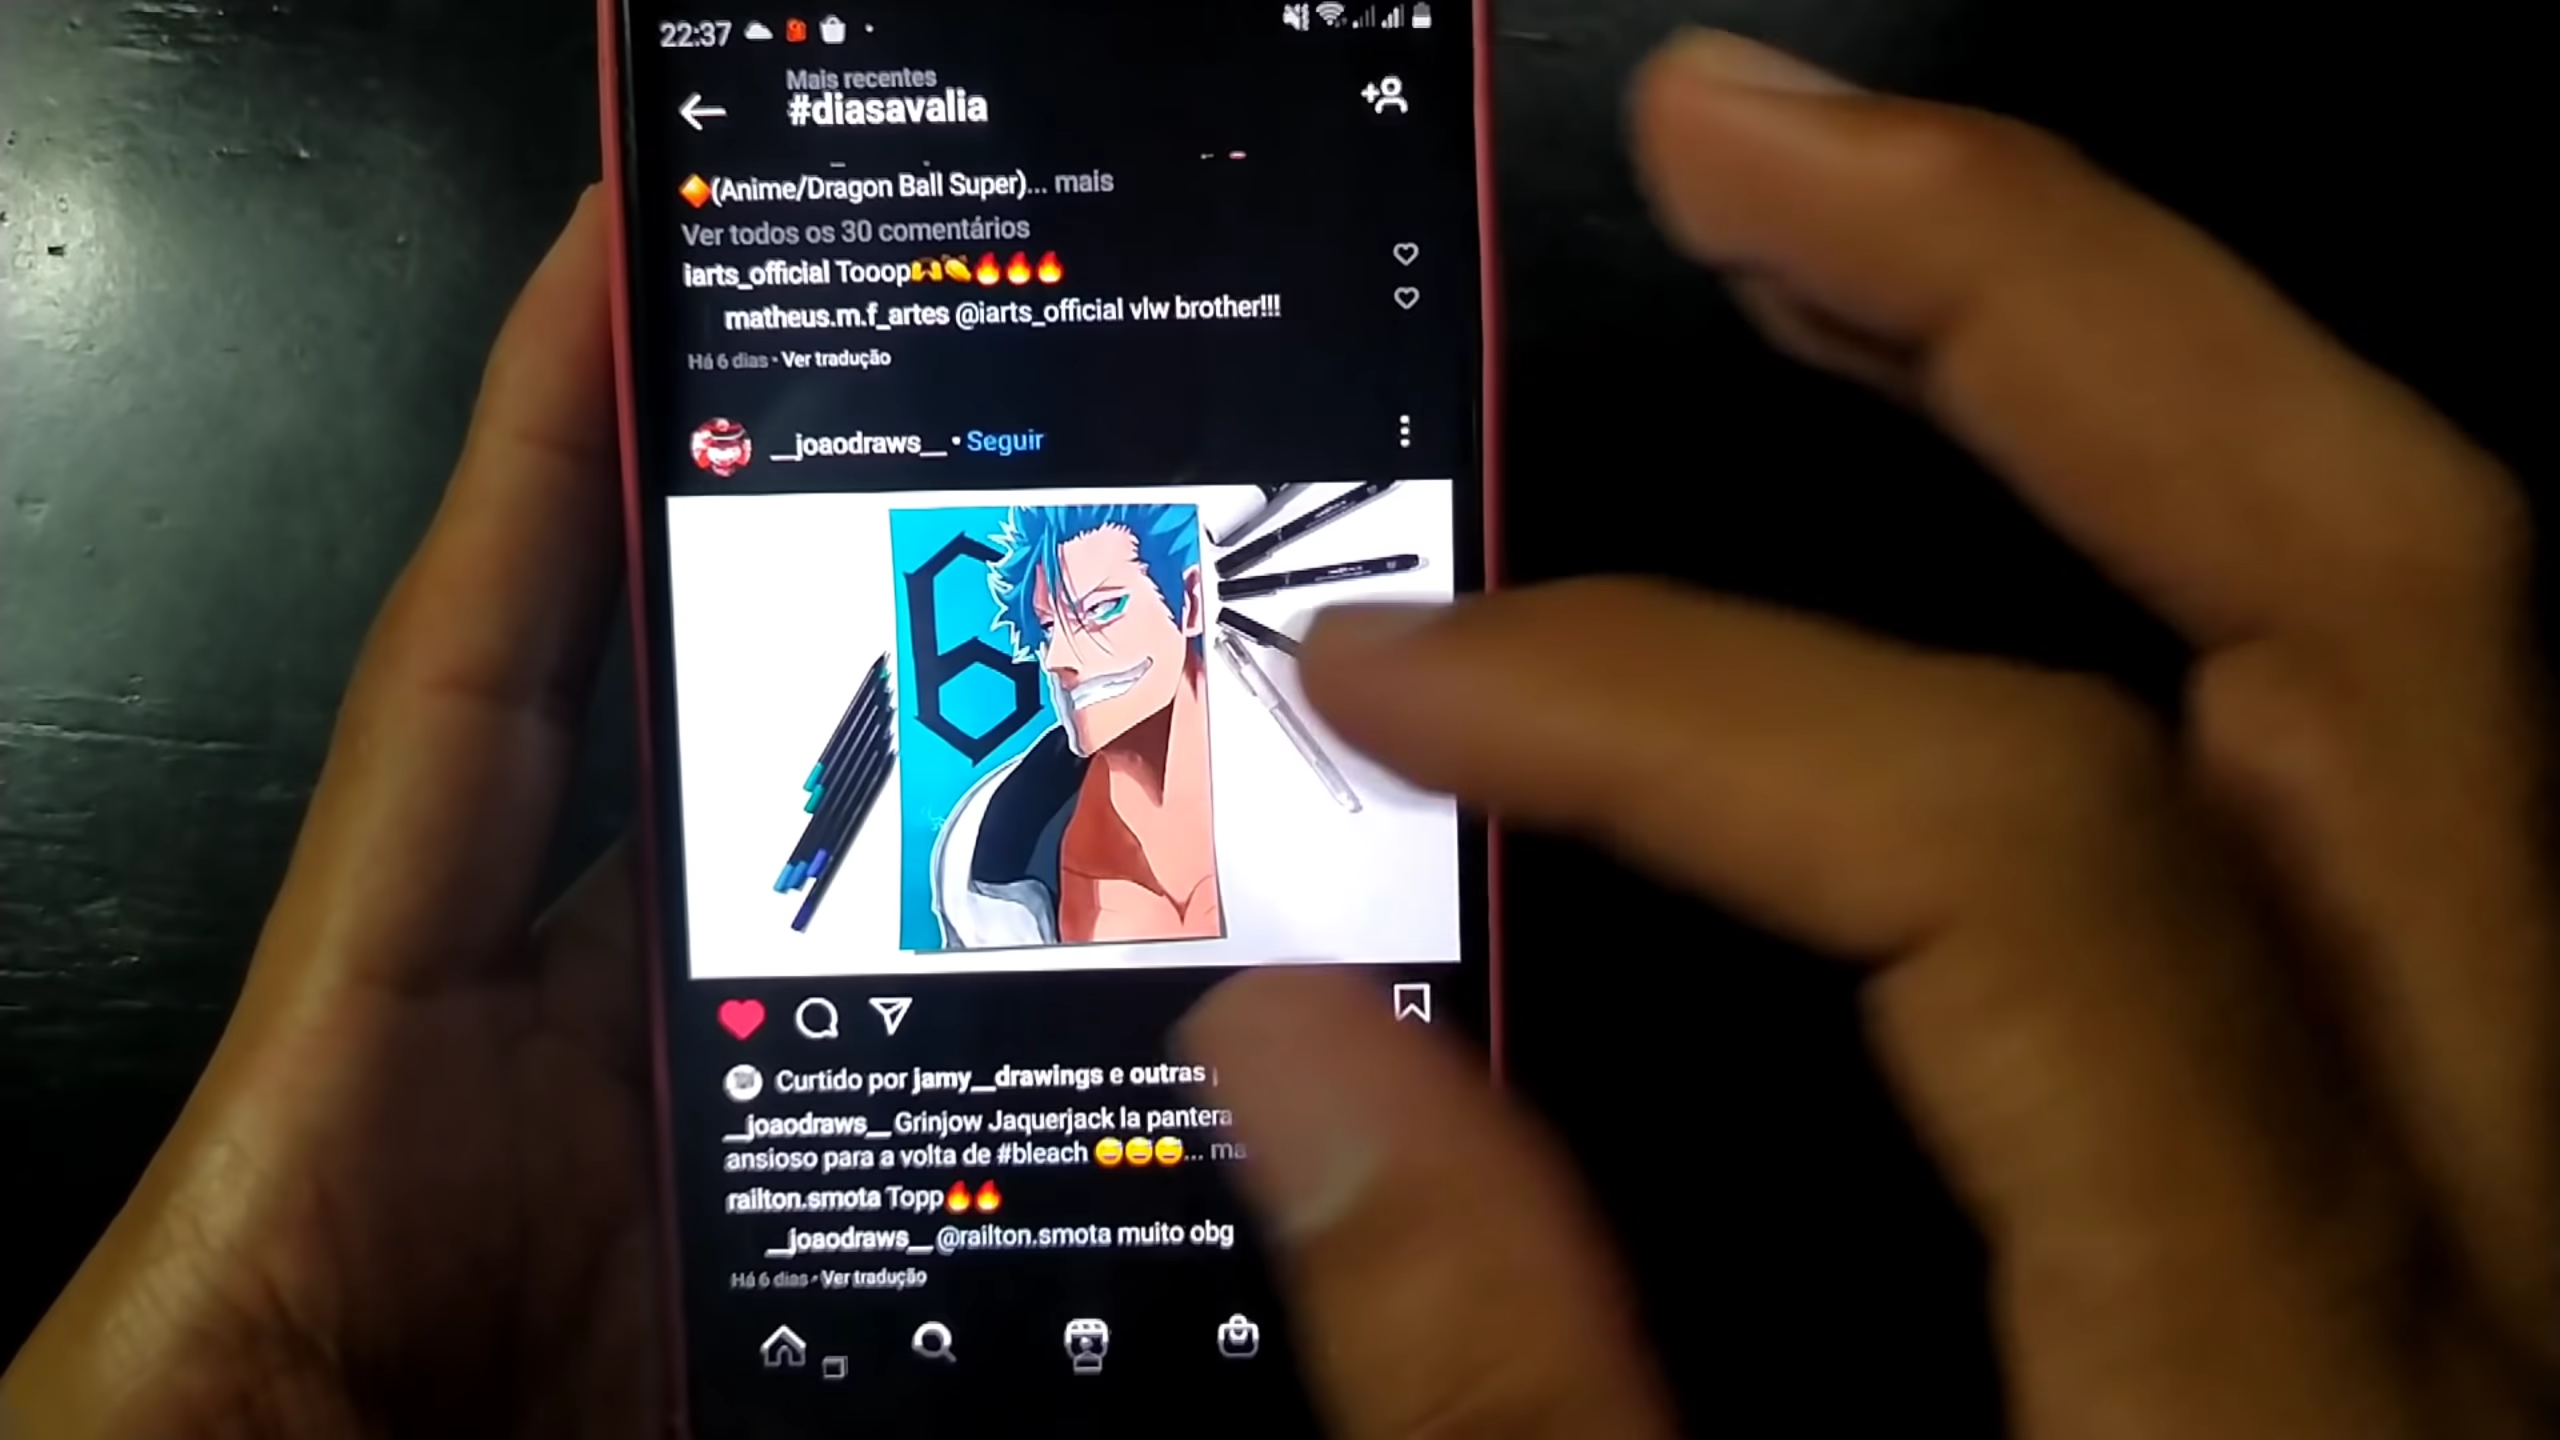 22:37
Mais recentes
#diasavalia
(Anime/Dragon Ball Super)... mais
Ver todos os 30 comentários
iarts_official Tooop🙌👏🔥🔥🔥
matheus.m.f_artes @iarts_official vlw brother!!!
Há 6 dias • Ver tradução
__joaodraws__ • Seguir
6
Curtido por jamy__drawings e outras
__joaodraws__ Grinjow Jaquerjack la pantera
ansioso para a volta de #bleach 😅😅😅... ma
railton.smota Topp🔥🔥
__joaodraws__ @railton.smota muito obg
Há 6 dias • Ver tradução